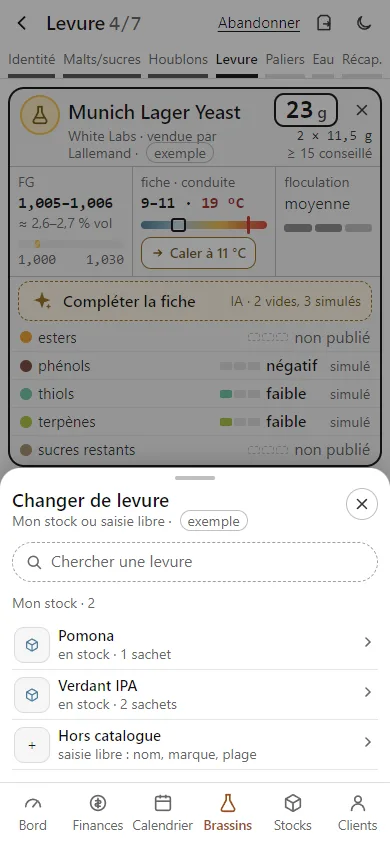 Levure 4/7
Abandonner
Identité Malts/sucres Houblons Levure Paliers Eau Récap.
Munich Lager Yeast
23 g
White Labs · vendue par
2 x 11,5 g
Lallemand · exemple
≥ 15 conseillé
FG
fiche · conduite
floculation
1,005–1,006
9–11 · 19 °C
moyenne
≈ 2,6–2,7 % vol
1,000 1,030
→ Caler à 11 °C
Compléter la fiche
IA · 2 vides, 3 simulés
esters non publié
phénols négatif simulé
thiols faible simulé
terpènes faible simulé
sucres restants non publié
Changer de levure
Mon stock ou saisie libre · exemple
Chercher une levure
Mon stock · 2
Pomona
en stock · 1 sachet
Verdant IPA
en stock · 2 sachets
+ Hors catalogue
saisie libre : nom, marque, plage
Bord Finances Calendrier Brassins Stocks Clients